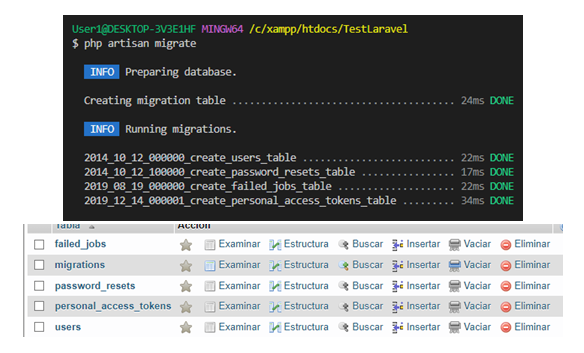 User1@DESKTOP-3V3E1HF MINGW64 /c/xampp/htdocs/TestLaravel
$ php artisan migrate
INFO Preparing database.
Creating migration table ...................................... 24ms DONE
INFO Running migrations.
2014_10_12_000000_create_users_table .......................... 22ms DONE
2014_10_12_100000_create_password_resets_table ................ 17ms DONE
2019_08_19_000000_create_failed_jobs_table .................... 22ms DONE
2019_12_14_000001_create_personal_access_tokens_table ......... 34ms DONE
Tabla Acción
failed_jobs Examinar Estructura Buscar Insertar Vaciar Eliminar
migrations Examinar Estructura Buscar Insertar Vaciar Eliminar
password_resets Examinar Estructura Buscar Insertar Vaciar Eliminar
personal_access_tokens Examinar Estructura Buscar Insertar Vaciar Eliminar
users Examinar Estructura Buscar Insertar Vaciar Eliminar